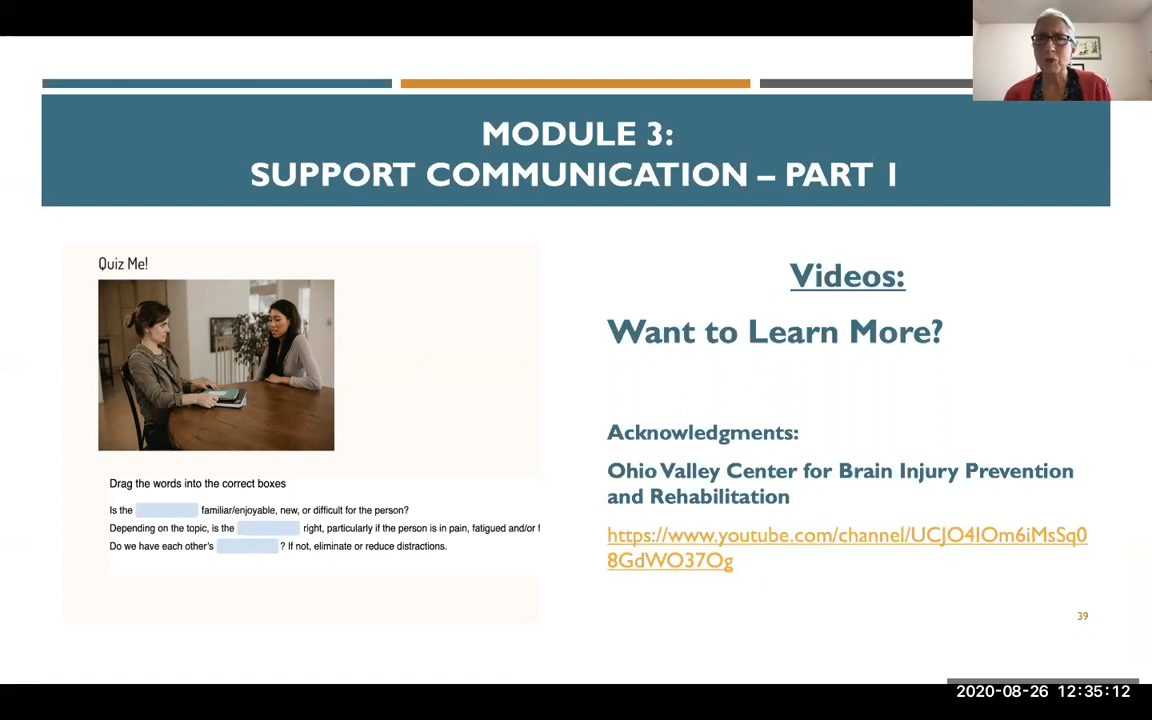 MODULE 3:
SUPPORT COMMUNICATION – PART 1
Quiz Me!
Drag the words into the correct boxes
Is the familiar/enjoyable, new, or difficult for the person?
Depending on the topic, is the right, particularly if the person is in pain, fatigued and/or f
Do we have each other's ? If not, eliminate or reduce distractions.
Videos:
Want to Learn More?
Acknowledgments:
Ohio Valley Center for Brain Injury Prevention
and Rehabilitation
https://www.youtube.com/channel/UCJO4IOm6iMsSq0
8GdWO37Og
39
2020-08-26 12:35:12